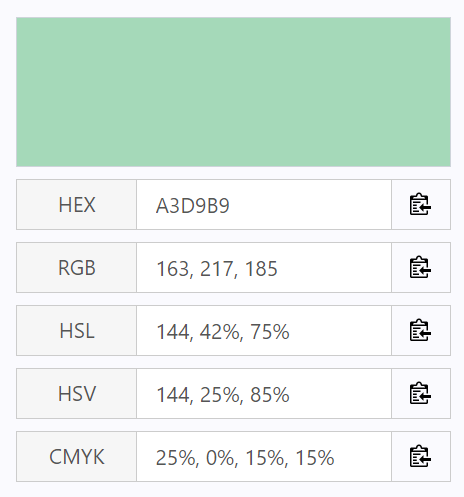 HEX A3D9B9
RGB 163, 217, 185
HSL 144, 42%, 75%
HSV 144, 25%, 85%
CMYK 25%, 0%, 15%, 15%